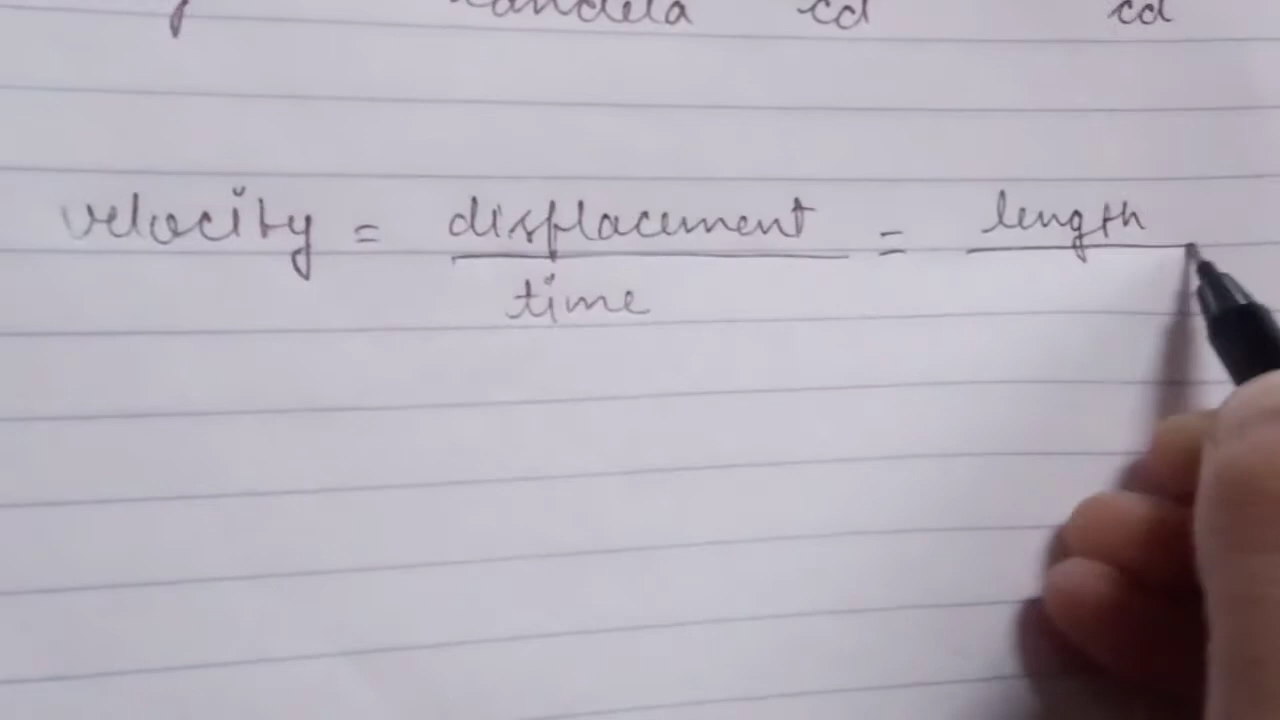 candela cd cd
velocity = displacement = length
time